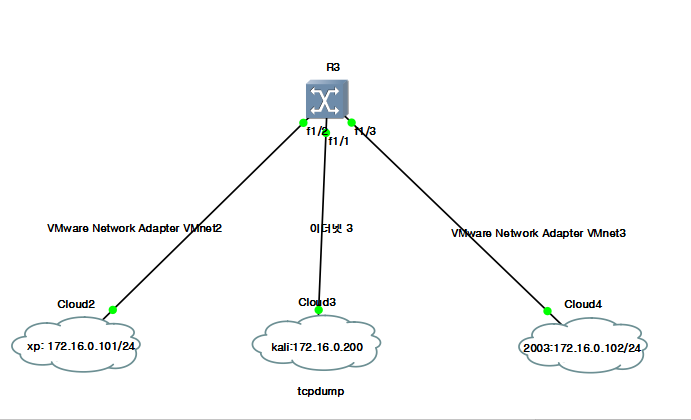 R3
f1/2
f1/3
f1/1
VMware Network Adapter VMnet2
이더넷 3
VMware Network Adapter VMnet3
Cloud2
Cloud3
Cloud4
xp: 172.16.0.101/24
kali:172.16.0.200
2003:172.16.0.102/24
tcpdump